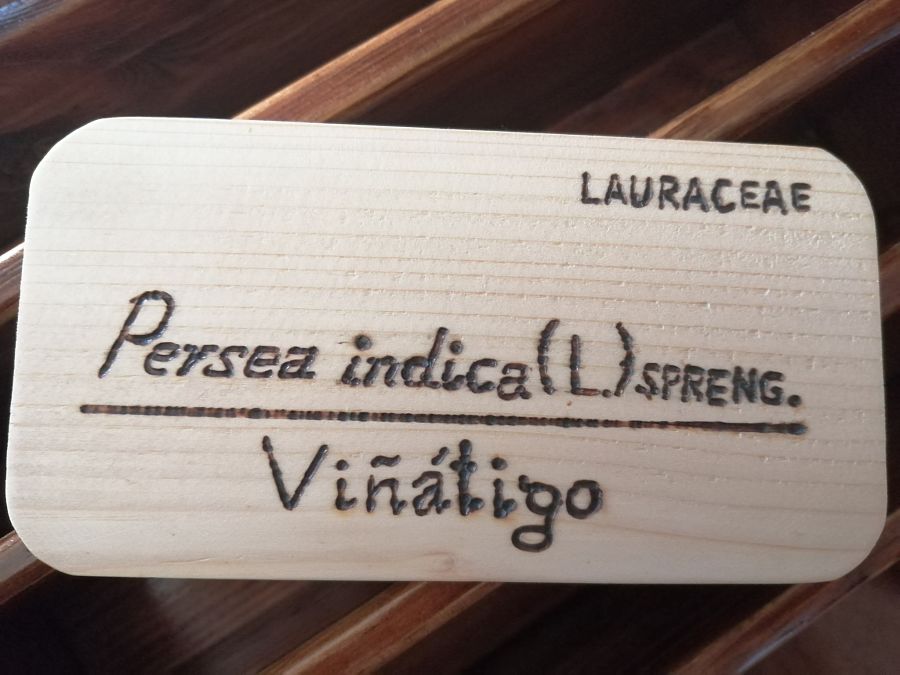 LAURACEAE
Persea indica (L.) SPRENG.
Viñátigo